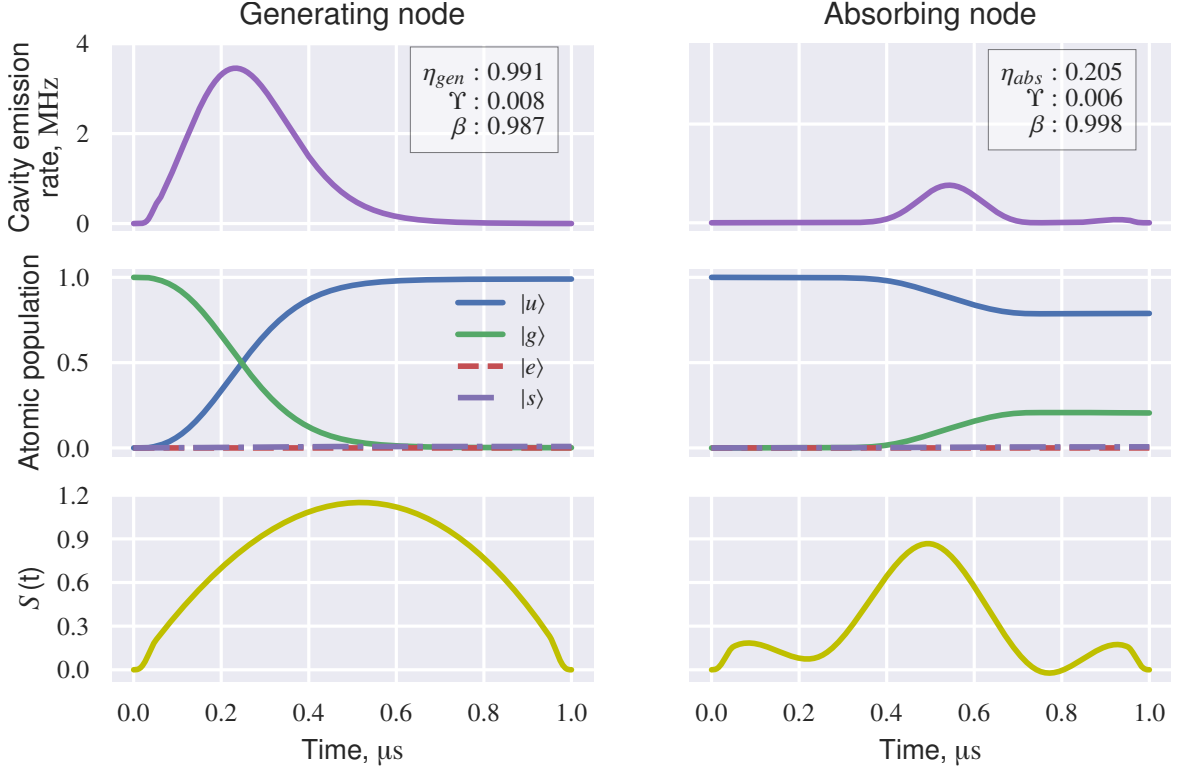 Generating node
Absorbing node
Cavity emission
rate, MHz
4
2
0
η_gen : 0.991
ϒ : 0.008
β : 0.987
η_abs : 0.205
ϒ : 0.006
β : 0.998
Atomic population
1.0
0.5
0.0
|u⟩
|g⟩
|e⟩
|s⟩
S(t)
1.2
0.9
0.6
0.3
0.0
0.0 0.2 0.4 0.6 0.8 1.0
0.0 0.2 0.4 0.6 0.8 1.0
Time, µs
Time, µs